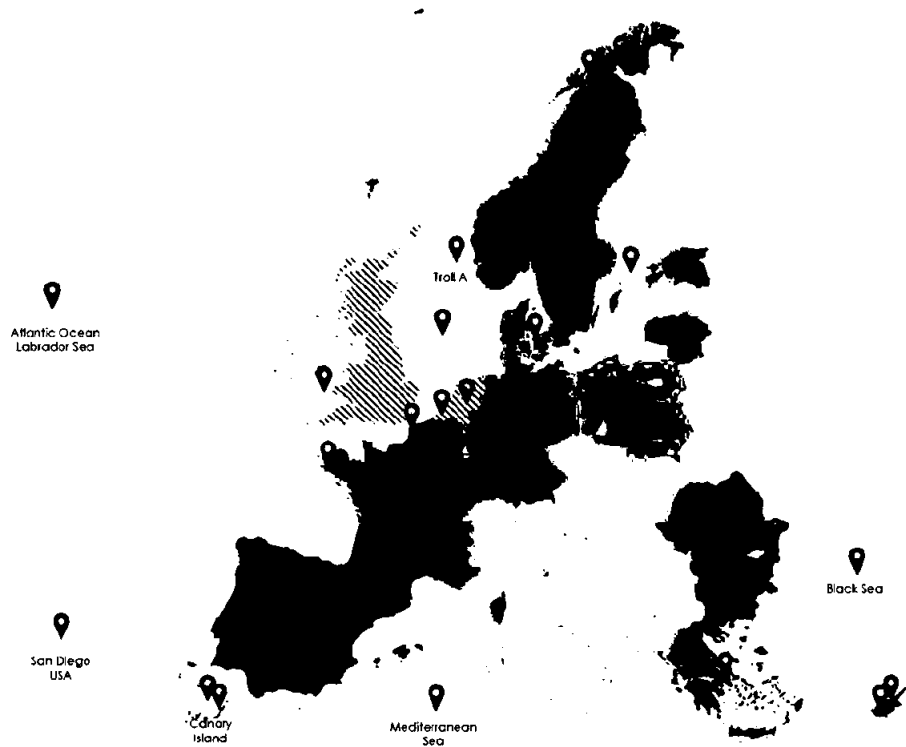 Troll A
Atlantic Ocean
Labrador Sea
Black Sea
San Diego
USA
Canary
Island
Mediterranean
Sea